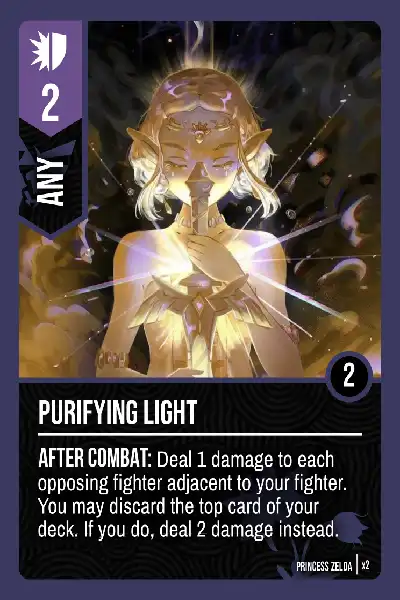 2
ANY
2
PURIFYING LIGHT
AFTER COMBAT: Deal 1 damage to each
opposing fighter adjacent to your fighter.
You may discard the top card of your
deck. If you do, deal 2 damage instead.
PRINCESS ZELDA | x2